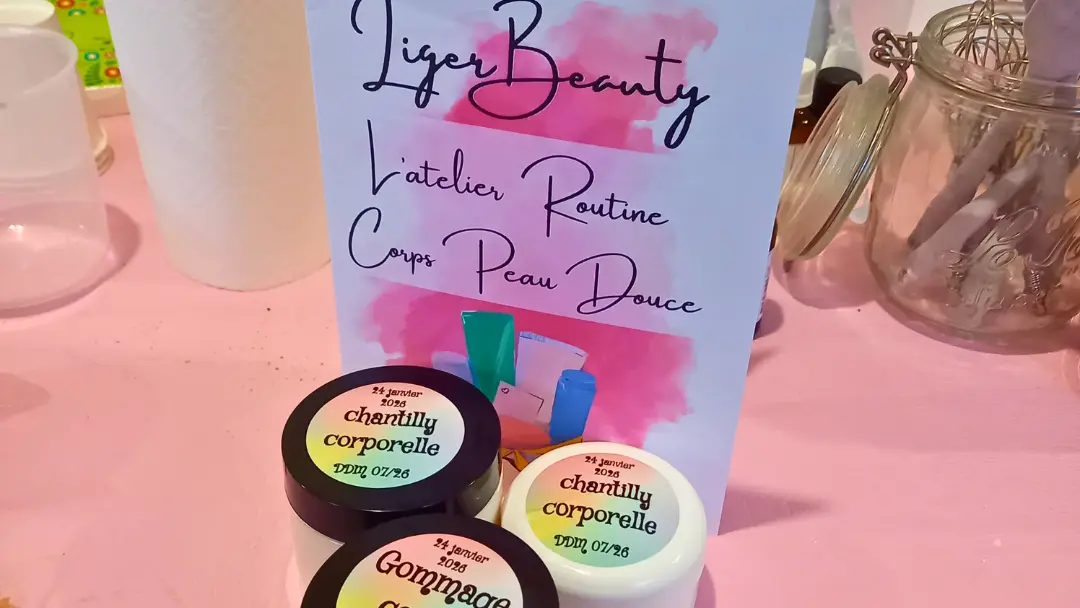 LigerBeauty
L'atelier Routine
Corps Peau Douce
24 janvier
2026
chantilly
corporelle
DDM 07/26
24 janvier
2026
chantilly
corporelle
DDM 07/26
24 janvier
2026
Gommage